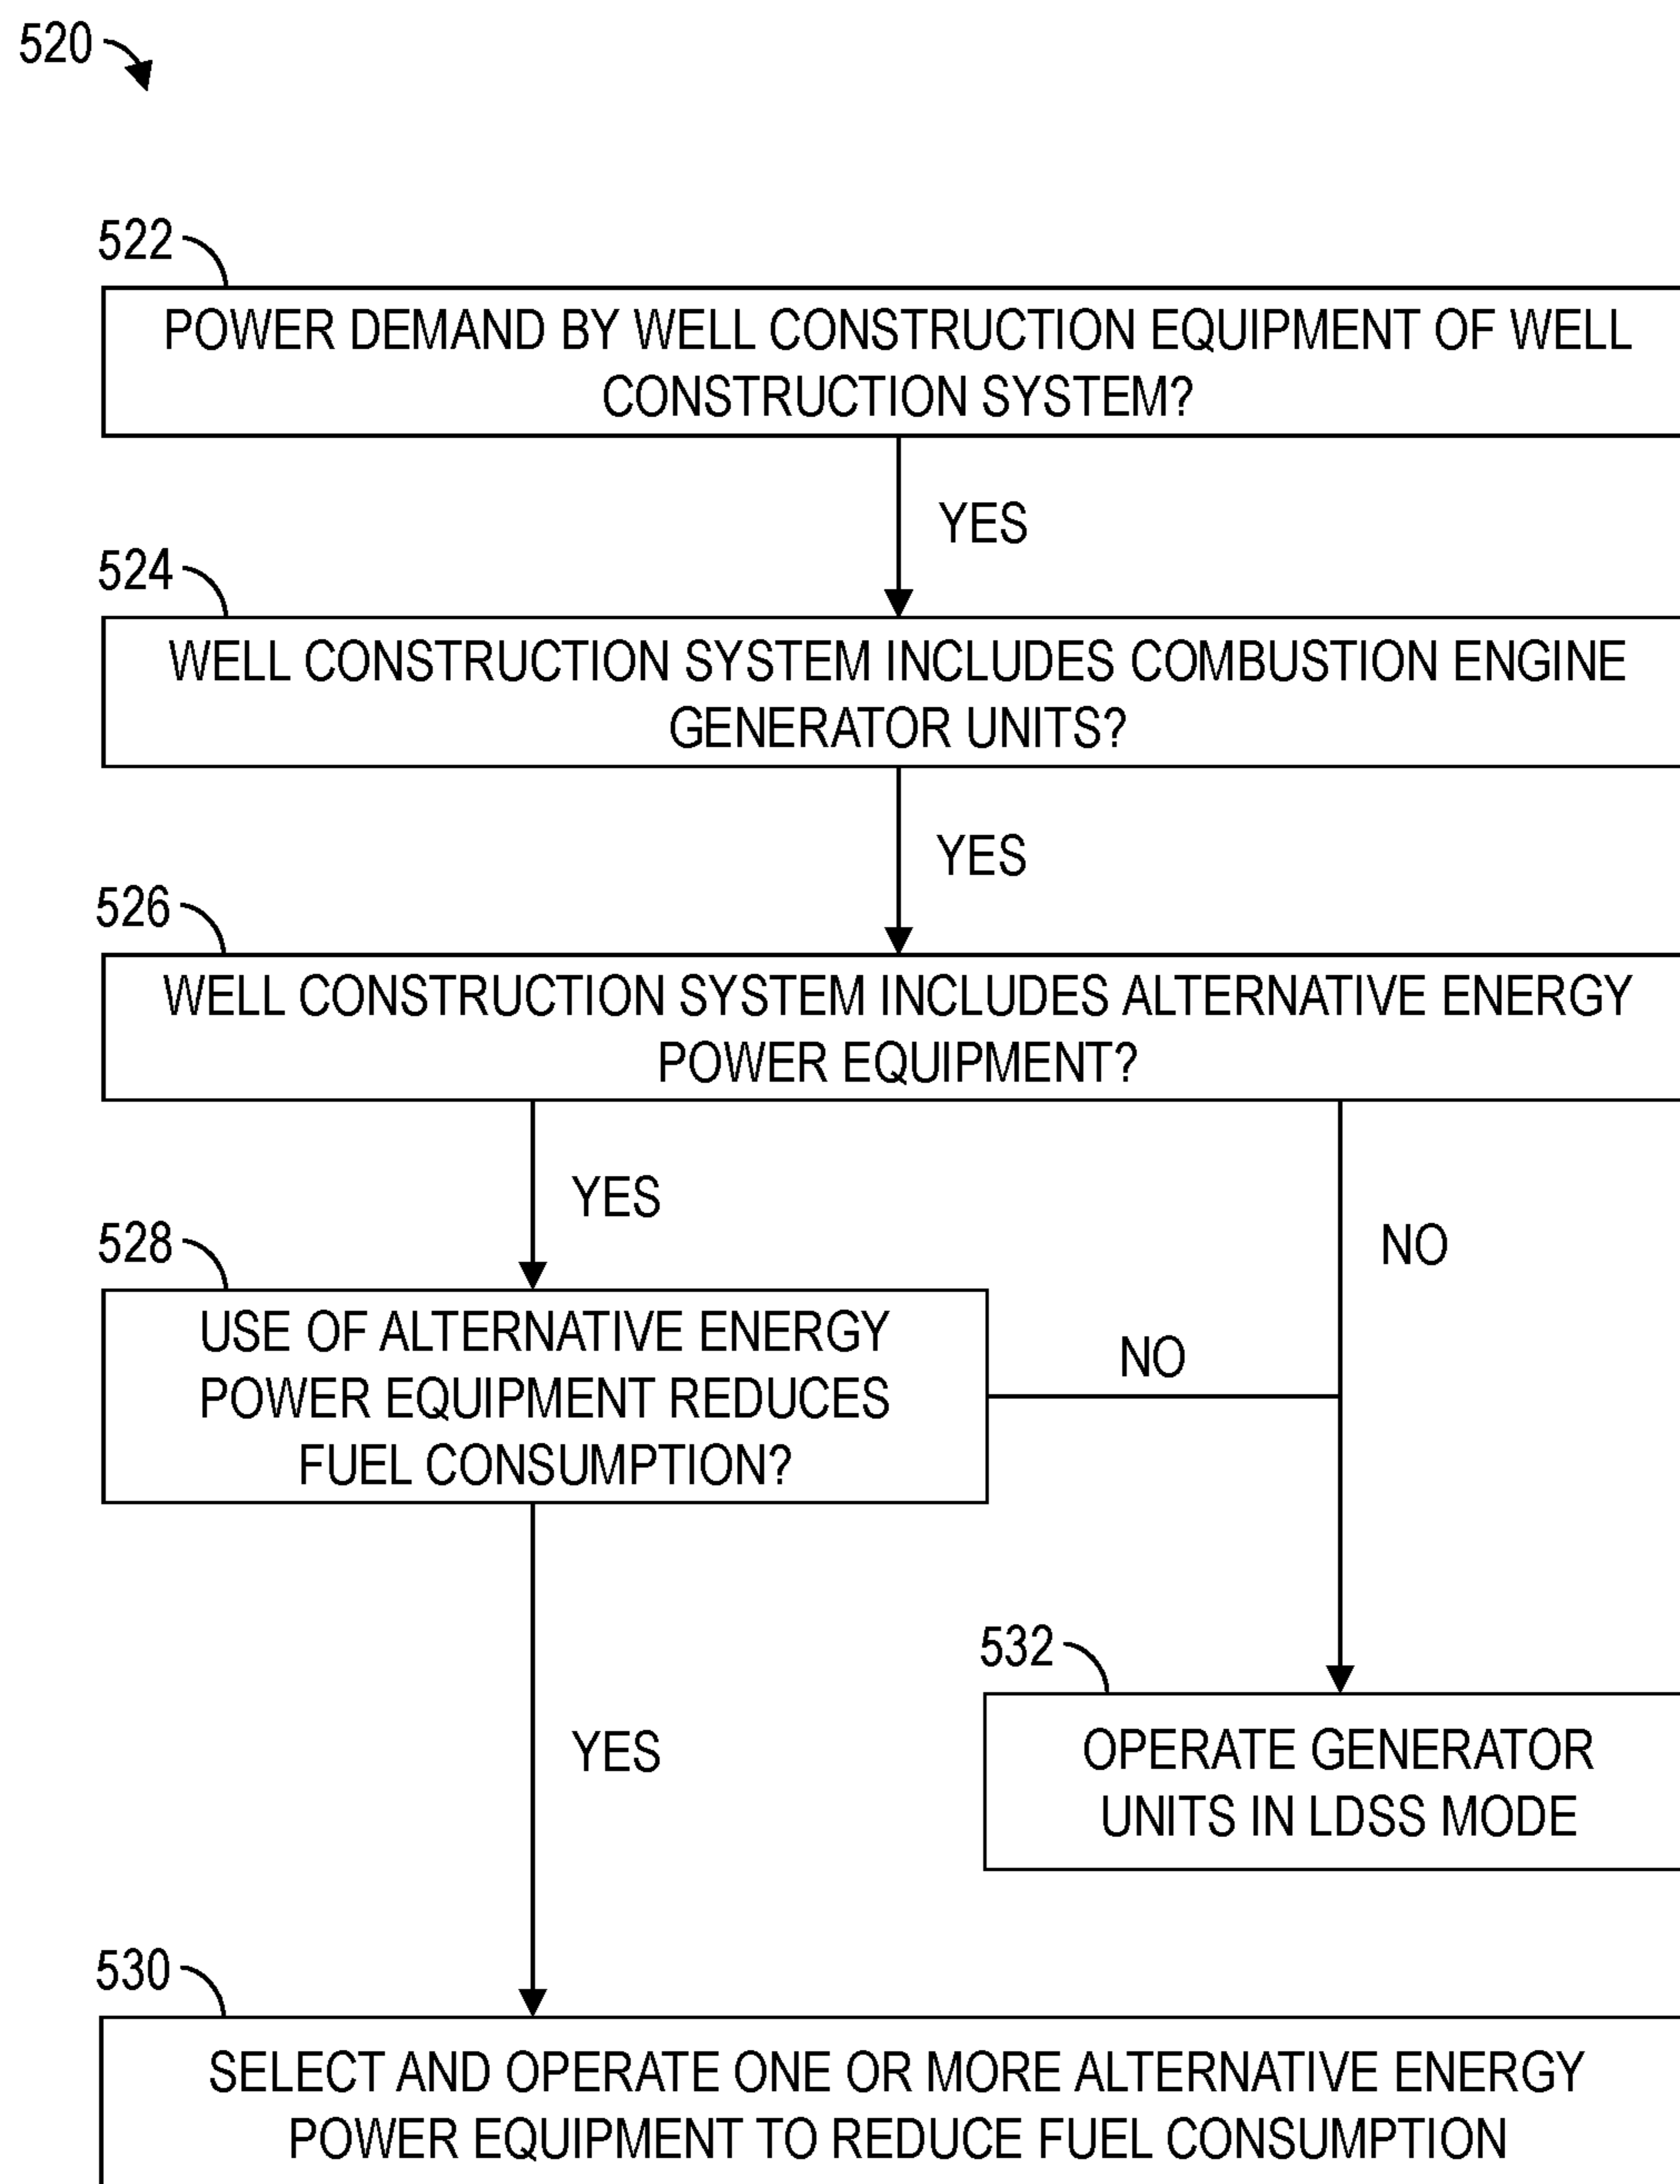 520
522
POWER DEMAND BY WELL CONSTRUCTION EQUIPMENT OF WELL
CONSTRUCTION SYSTEM?
YES
524
WELL CONSTRUCTION SYSTEM INCLUDES COMBUSTION ENGINE
GENERATOR UNITS?
YES
526
WELL CONSTRUCTION SYSTEM INCLUDES ALTERNATIVE ENERGY
POWER EQUIPMENT?
YES
NO
528
USE OF ALTERNATIVE ENERGY
POWER EQUIPMENT REDUCES
FUEL CONSUMPTION?
NO
532
OPERATE GENERATOR
UNITS IN LDSS MODE
YES
530
SELECT AND OPERATE ONE OR MORE ALTERNATIVE ENERGY
POWER EQUIPMENT TO REDUCE FUEL CONSUMPTION